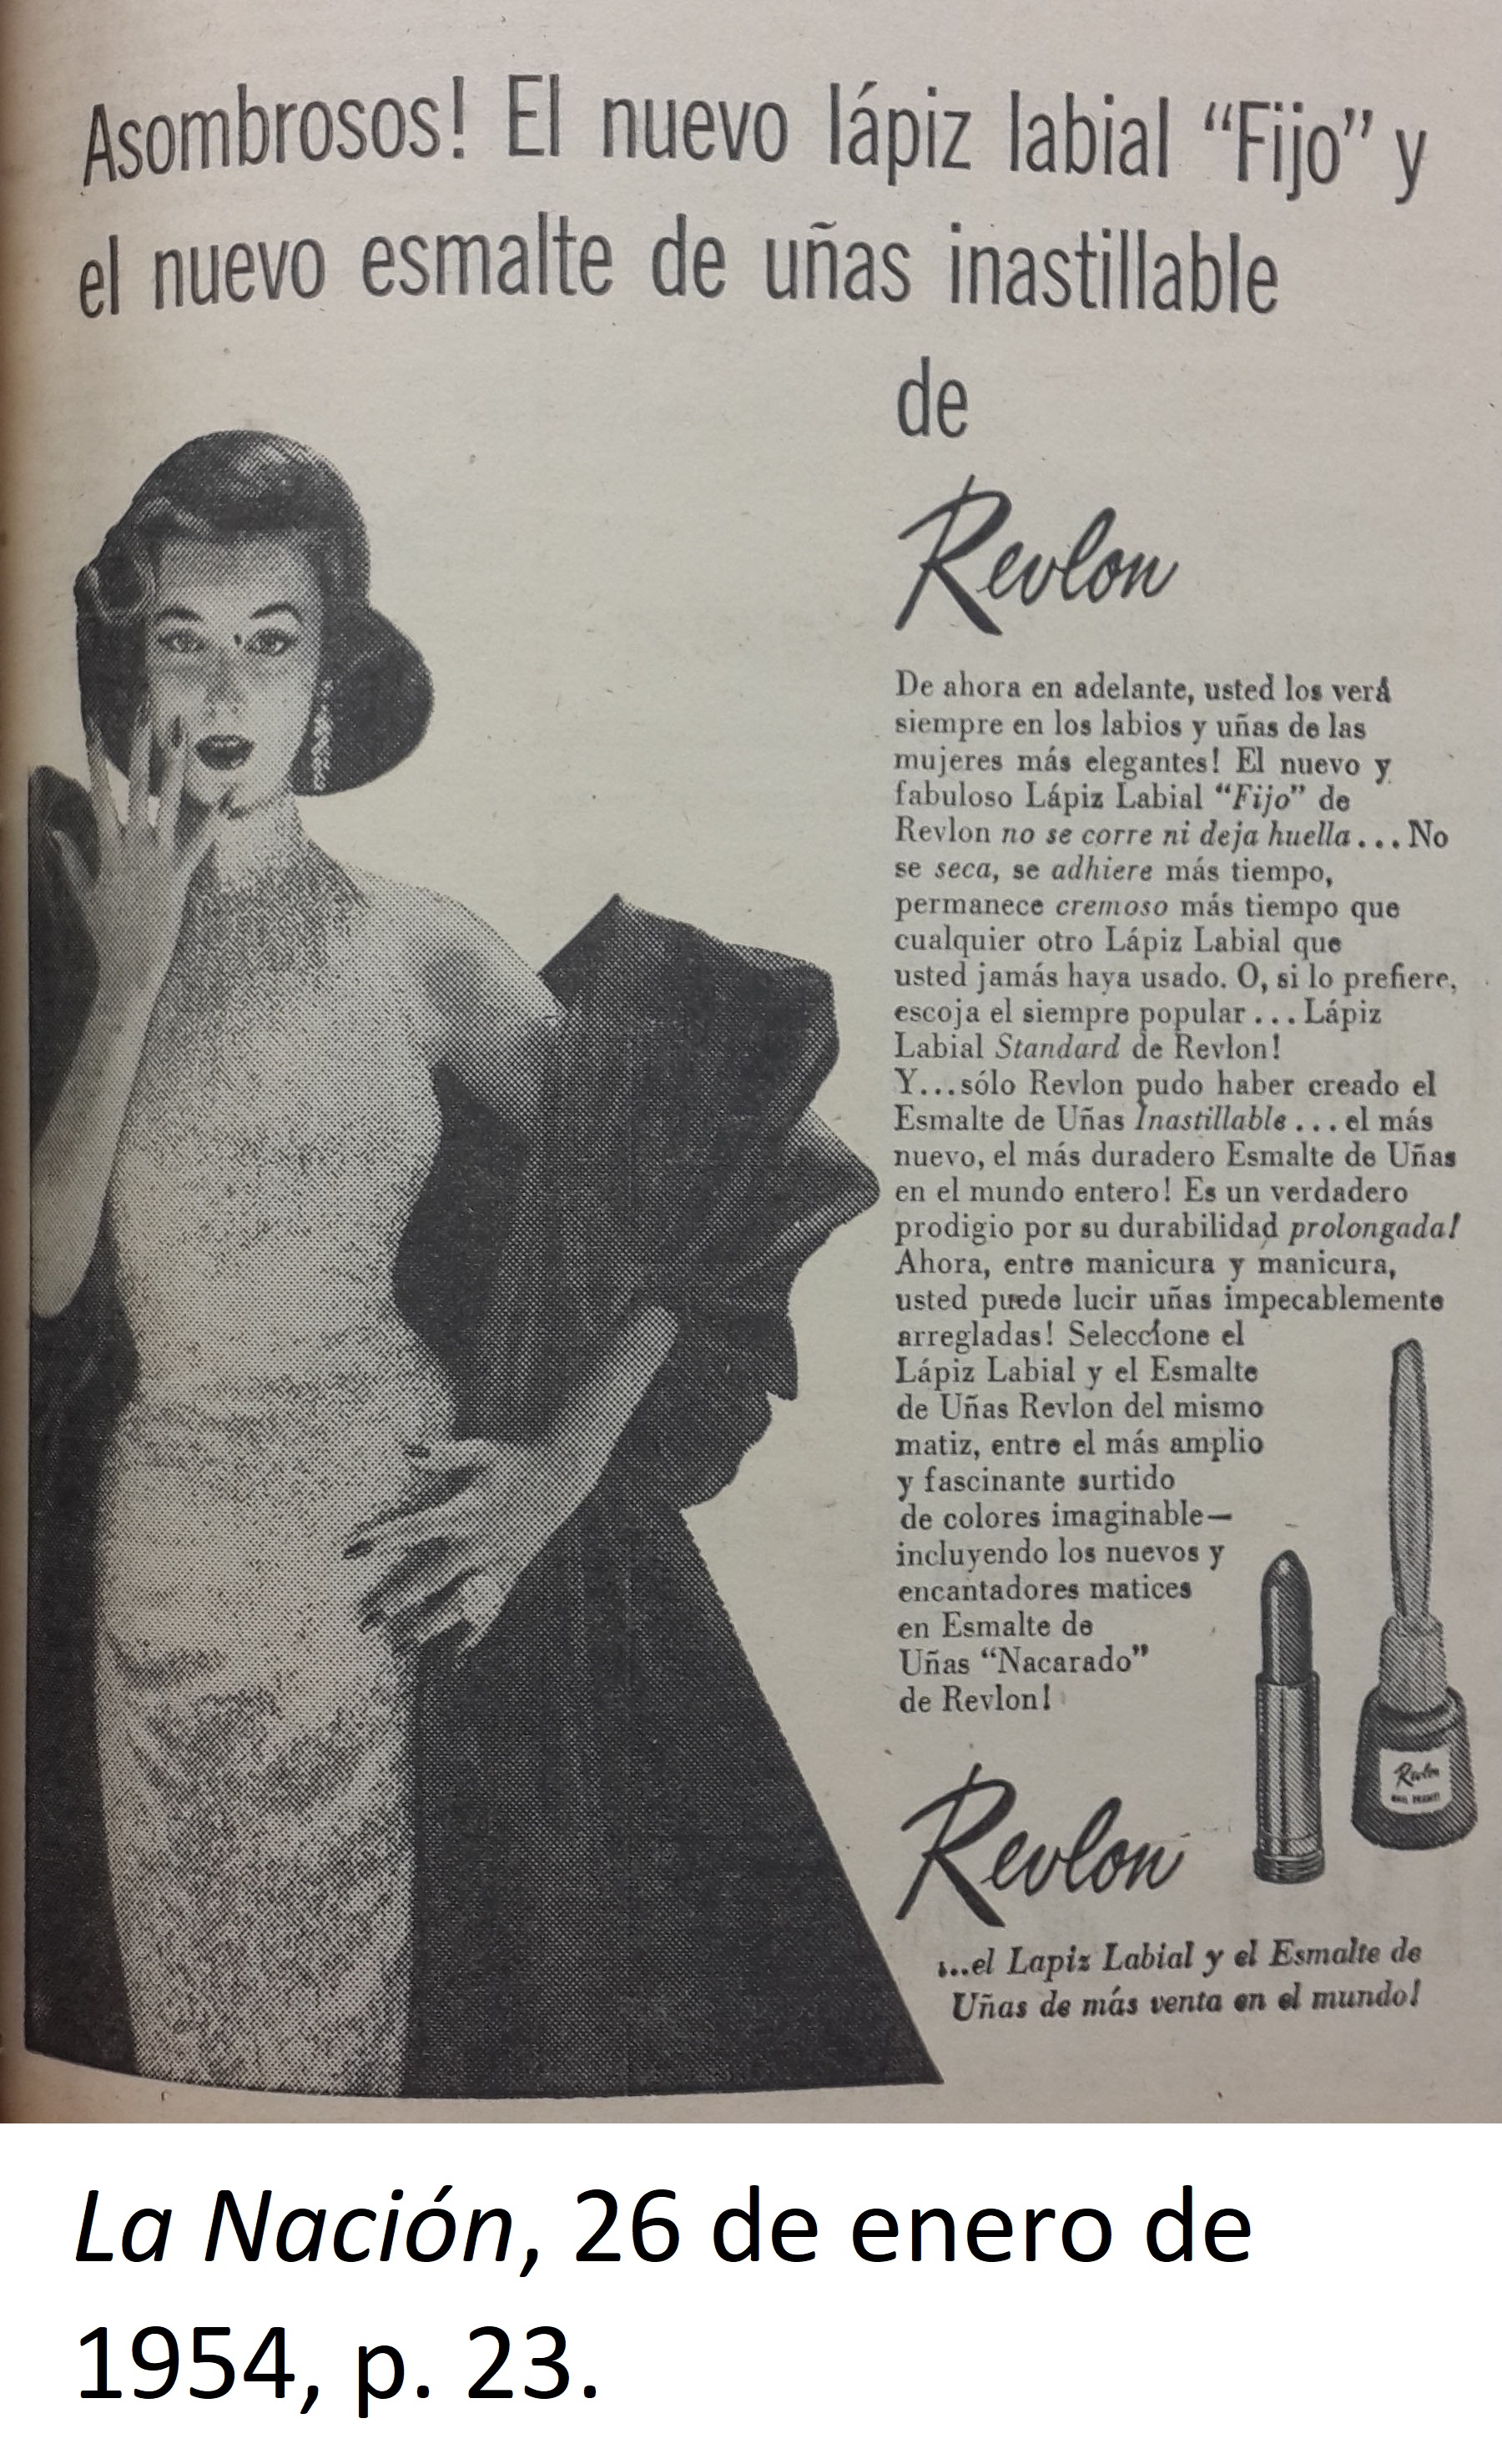 Asombrosos! El nuevo lápiz labial “Fijo” y
el nuevo esmalte de uñas inastillable
de
Revlon
De ahora en adelante, usted los verá
siempre en los labios y uñas de las
mujeres más elegantes! El nuevo y
fabuloso Lápiz Labial “Fijo” de
Revlon no se corre ni deja huella...No
se seca, se adhiere más tiempo,
permanece cremoso más tiempo que
cualquier otro Lápiz Labial que
usted jamás haya usado. O, si lo prefiere,
escoja el siempre popular...Lápiz
Labial Standard de Revlon!
Y...sólo Revlon pudo haber creado el
Esmalte de Uñas Inastillable...el más
nuevo, el más duradero Esmalte de Uñas
en el mundo entero! Es un verdadero
prodigio por su durabilidad prolongada!
Ahora, entre manicura y manicura,
usted puede lucir uñas impecablemente
arregladas! Seleccione el
Lápiz Labial y el Esmalte
de Uñas Revlon del mismo
matiz, entre el más amplio
y fascinante surtido
de colores imaginable—
incluyendo los nuevos y
encantadores matices
en Esmalte de
Uñas “Nacarado”
de Revlon!
Revlon
Revlon
...el Lapiz Labial y el Esmalte de
Uñas de más venta en el mundo!
La Nación, 26 de enero de
1954, p. 23.